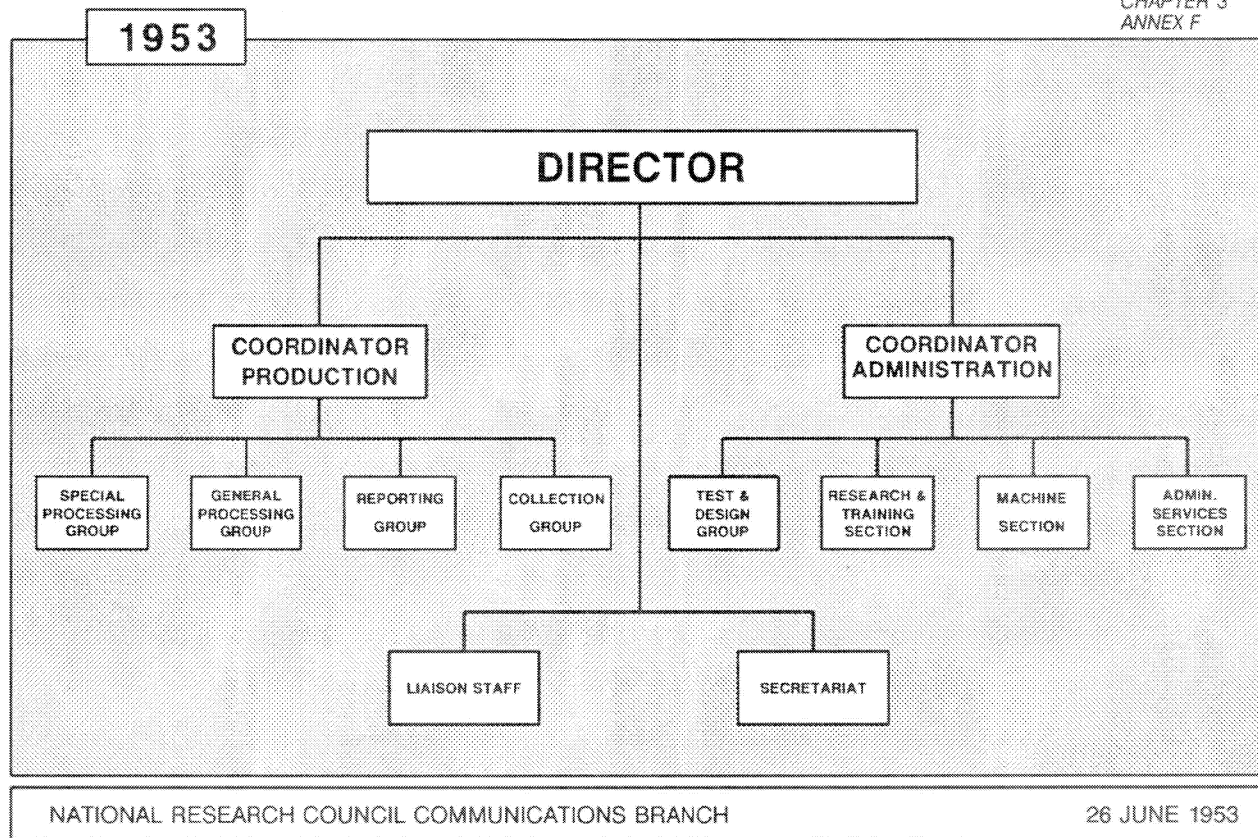 CHAPTER 3
ANNEX F
1953
DIRECTOR
COORDINATOR
PRODUCTION
COORDINATOR
ADMINISTRATION
SPECIAL
PROCESSING
GROUP
GENERAL
PROCESSING
GROUP
REPORTING
GROUP
COLLECTION
GROUP
TEST &
DESIGN
GROUP
RESEARCH &
TRAINING
SECTION
MACHINE
SECTION
ADMIN.
SERVICES
SECTION
LIAISON STAFF
SECRETARIAT
NATIONAL RESEARCH COUNCIL COMMUNICATIONS BRANCH
26 JUNE 1953